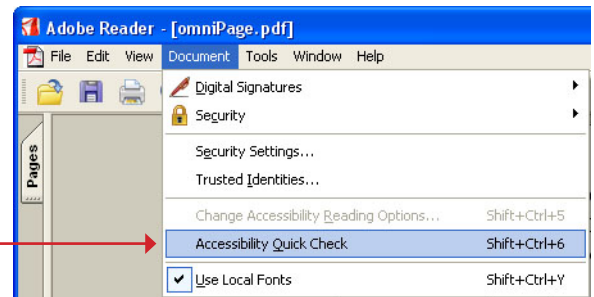 Adobe Reader - [omniPage.pdf]
File Edit View Document Tools Window Help
Digital Signatures
Security
Security Settings...
Trusted Identities...
Change Accessibility Reading Options... Shift+Ctrl+5
Accessibility Quick Check Shift+Ctrl+6
Use Local Fonts Shift+Ctrl+Y
Pages